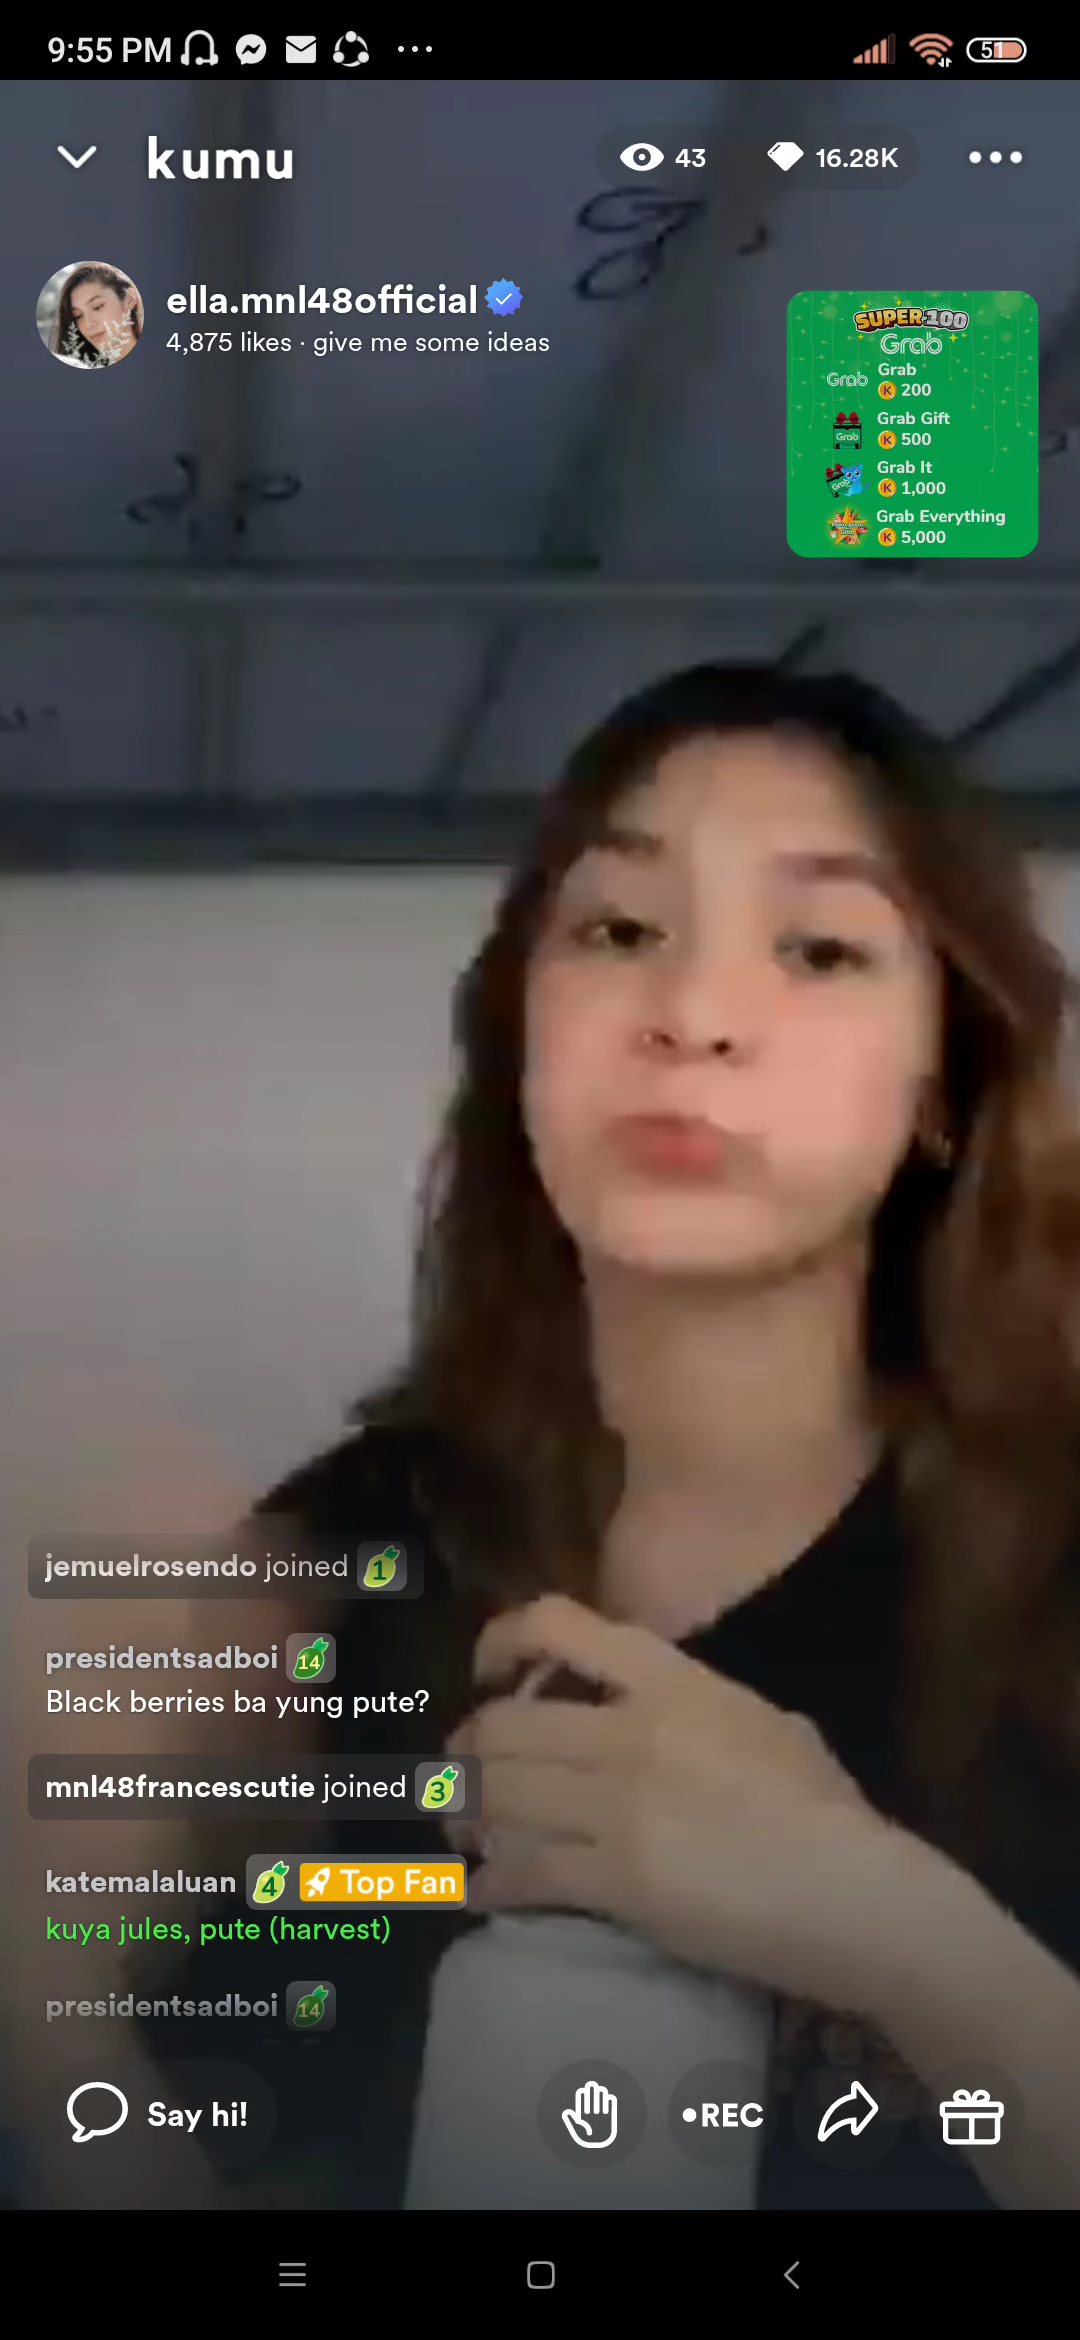 9:55 PM
51
kumu
43
16.28K
ella.mnl48official
4,875 likes · give me some ideas
SUPER 100
Grab
Grab
Grab
200
Grab
Grab Gift
500
Grab
Grab It
1,000
Grab Everything
5,000
jemuelrosendo joined 1
presidentsadboi 14
Black berries ba yung pute?
mnl48francescutie joined 3
katemalaluan 4 Top Fan
kuya jules, pute (harvest)
presidentsadboi 14
Say hi!
•REC